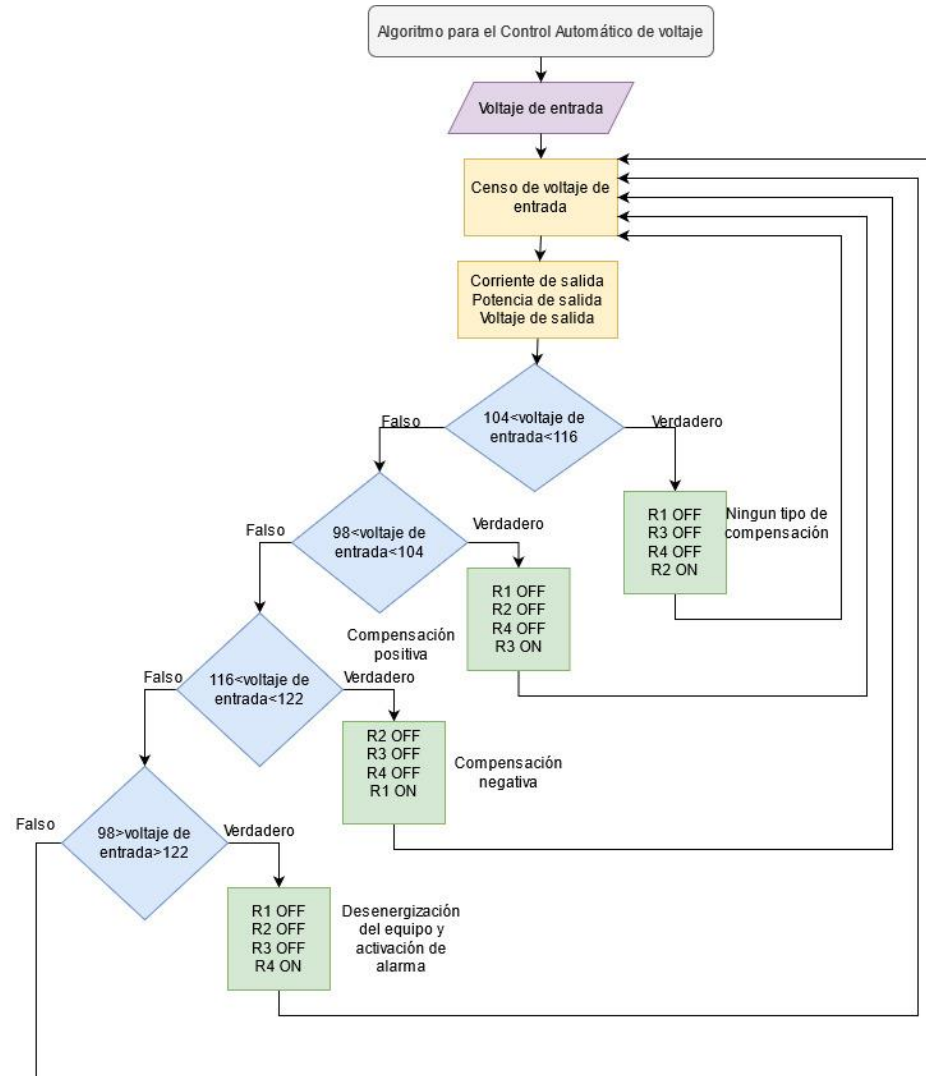 Algoritmo para el Control Automático de voltaje
Voltaje de entrada
Censo de voltaje de
entrada
Corriente de salida
Potencia de salida
Voltaje de salida
104<voltaje de
entrada<116
Falso
Verdadero
R1 OFF
R3 OFF
R4 OFF
R2 ON
Ningun tipo de
compensación
98<voltaje de
entrada<104
Falso
Verdadero
R1 OFF
R2 OFF
R4 OFF
R3 ON
Compensación
positiva
116<voltaje de
entrada<122
Falso
Verdadero
R2 OFF
R3 OFF
R4 OFF
R1 ON
Compensación
negativa
98>voltaje de
entrada>122
Falso
Verdadero
R1 OFF
R2 OFF
R3 OFF
R4 ON
Desenergización
del equipo y
activación de
alarma